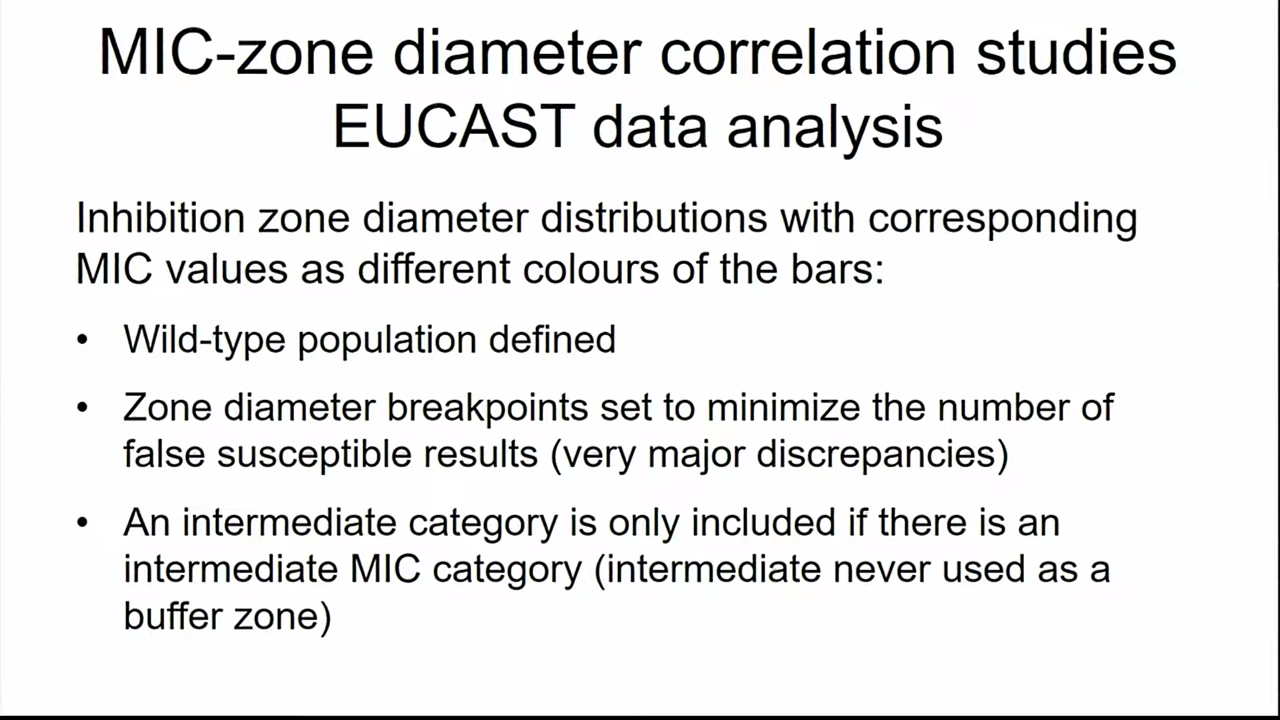 MIC-zone diameter correlation studies
EUCAST data analysis
Inhibition zone diameter distributions with corresponding
MIC values as different colours of the bars:
• Wild-type population defined
• Zone diameter breakpoints set to minimize the number of
false susceptible results (very major discrepancies)
• An intermediate category is only included if there is an
intermediate MIC category (intermediate never used as a
buffer zone)